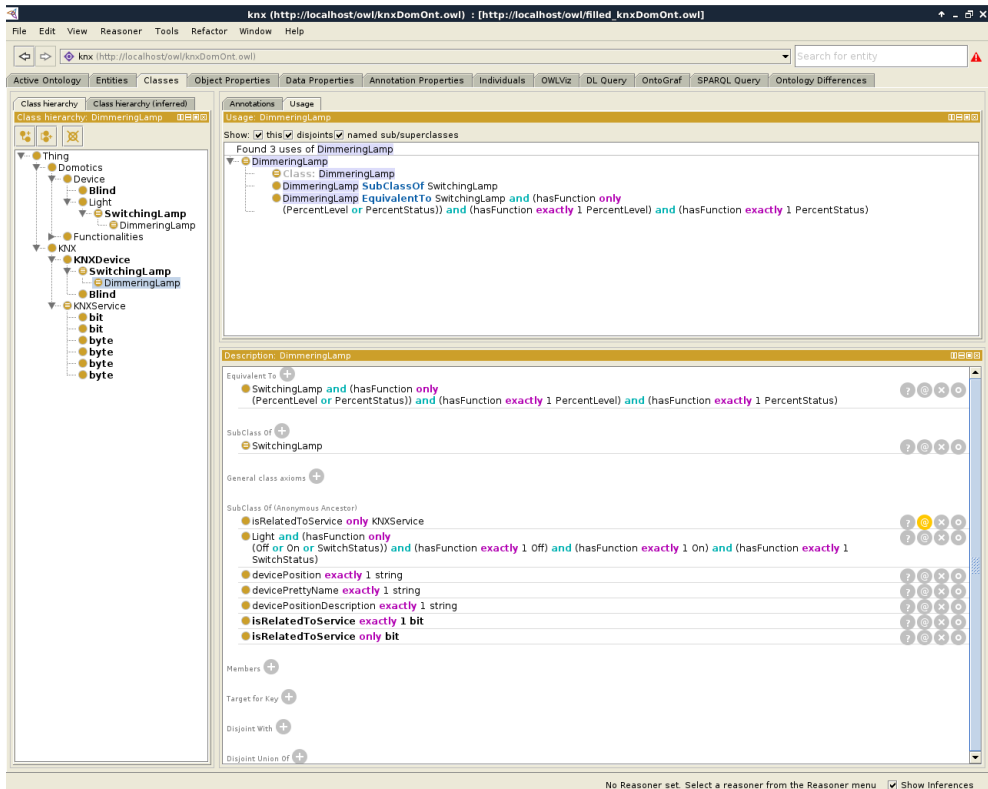 knx (http://localhost/owl/knxDomOnt.owl) : [http://localhost/owl/filled_knxDomOnt.owl]
File Edit View Reasoner Tools Refactor Window Help
knx (http://localhost/owl/knxDomOnt.owl)
Search for entity
Active Ontology Entities Classes Object Properties Data Properties Annotation Properties Individuals OWLViz DL Query OntoGraf SPARQL Query Ontology Differences
Class hierarchy Class hierarchy (inferred)
Class hierarchy: DimmeringLamp
Thing
Domotics
Device
Blind
Light
SwitchingLamp
DimmeringLamp
Functionalities
KNX
KNXDevice
SwitchingLamp
DimmeringLamp
Blind
KNXService
bit
bit
byte
byte
byte
byte
Annotations Usage
Usage: DimmeringLamp
Show: this disjoints named sub/superclasses
Found 3 uses of DimmeringLamp
DimmeringLamp
Class: DimmeringLamp
DimmeringLamp SubClassOf SwitchingLamp
DimmeringLamp EquivalentTo SwitchingLamp and (hasFunction only
(PercentLevel or PercentStatus)) and (hasFunction exactly 1 PercentLevel) and (hasFunction exactly 1 PercentStatus)
Description: DimmeringLamp
Equivalent To
SwitchingLamp and (hasFunction only
(PercentLevel or PercentStatus)) and (hasFunction exactly 1 PercentLevel) and (hasFunction exactly 1 PercentStatus)
SubClass Of
SwitchingLamp
General class axioms
SubClass Of (Anonymous Ancestor)
isRelatedToService only KNXService
Light and (hasFunction only
(Off or On or SwitchStatus)) and (hasFunction exactly 1 Off) and (hasFunction exactly 1 On) and (hasFunction exactly 1
SwitchStatus)
devicePosition exactly 1 string
devicePrettyName exactly 1 string
devicePositionDescription exactly 1 string
isRelatedToService exactly 1 bit
isRelatedToService only bit
Members
Target for Key
Disjoint With
Disjoint Union Of
No Reasoner set. Select a reasoner from the Reasoner menu Show Inferences